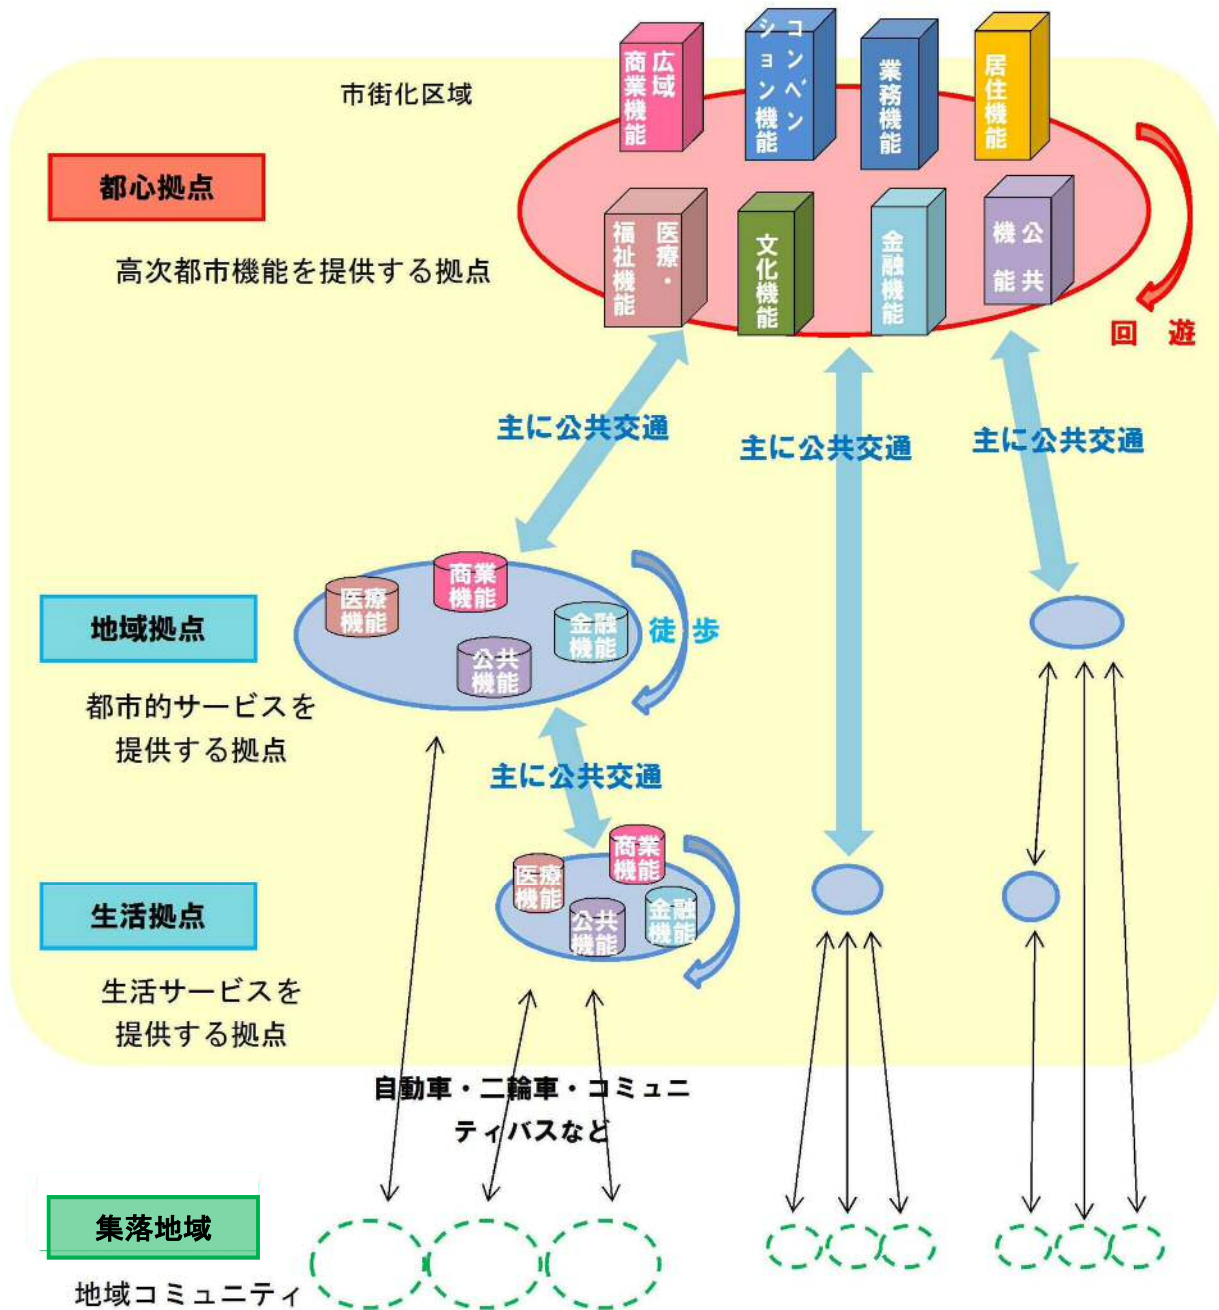 市街化区域
広域
商業機能
コンベン
ション機能
業務機能
居住機能
都心拠点
高次都市機能を提供する拠点
医療・
福祉機能
文化機能
金融機能
公共
機能
回 遊
主に公共交通
主に公共交通
主に公共交通
地域拠点
都市的サービスを
提供する拠点
医療
機能
商業
機能
公共
機能
金融
機能
徒 歩
主に公共交通
生活拠点
生活サービスを
提供する拠点
医療
機能
商業
機能
公共
機能
金融
機能
自動車・二輪車・コミュニ
ティバスなど
集落地域
地域コミュニティ